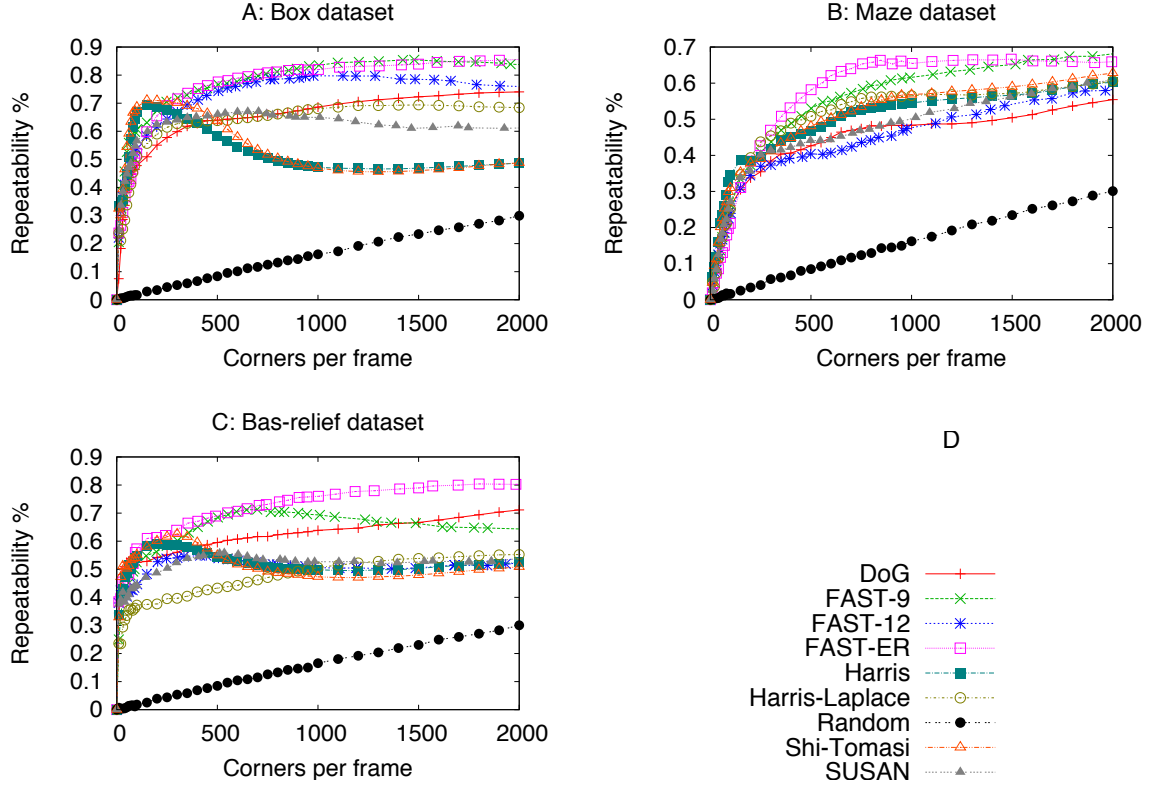 A: Box dataset
Repeatability %
0.9
0.8
0.7
0.6
0.5
0.4
0.3
0.2
0.1
0
0 500 1000 1500 2000
Corners per frame
B: Maze dataset
Repeatability %
0.7
0.6
0.5
0.4
0.3
0.2
0.1
0
0 500 1000 1500 2000
Corners per frame
C: Bas-relief dataset
Repeatability %
0.9
0.8
0.7
0.6
0.5
0.4
0.3
0.2
0.1
0
0 500 1000 1500 2000
Corners per frame
D
DoG
FAST-9
FAST-12
FAST-ER
Harris
Harris-Laplace
Random
Shi-Tomasi
SUSAN